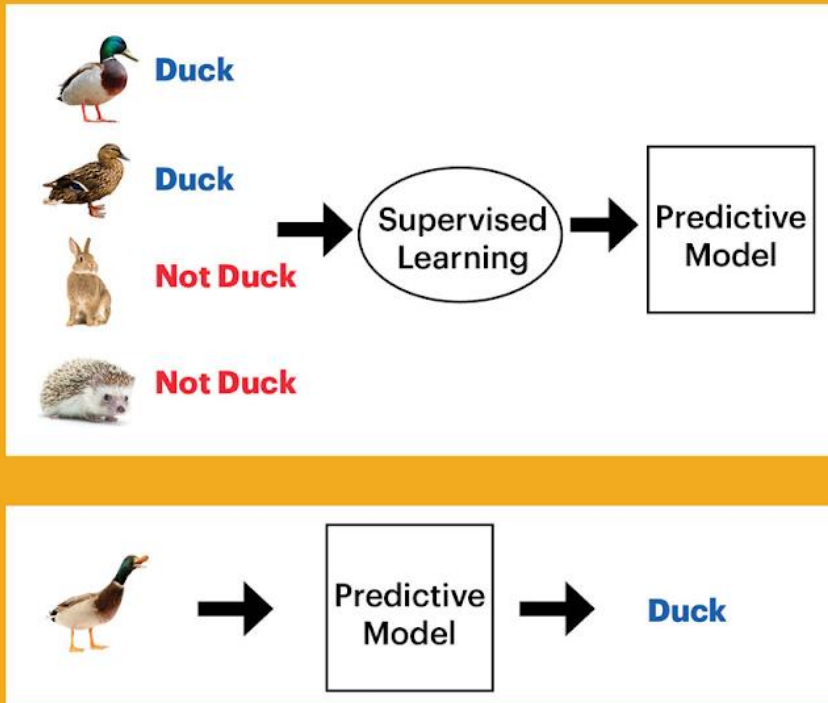 Duck
Duck
Not Duck
Not Duck
Supervised
Learning
Predictive
Model
Predictive
Model
Duck